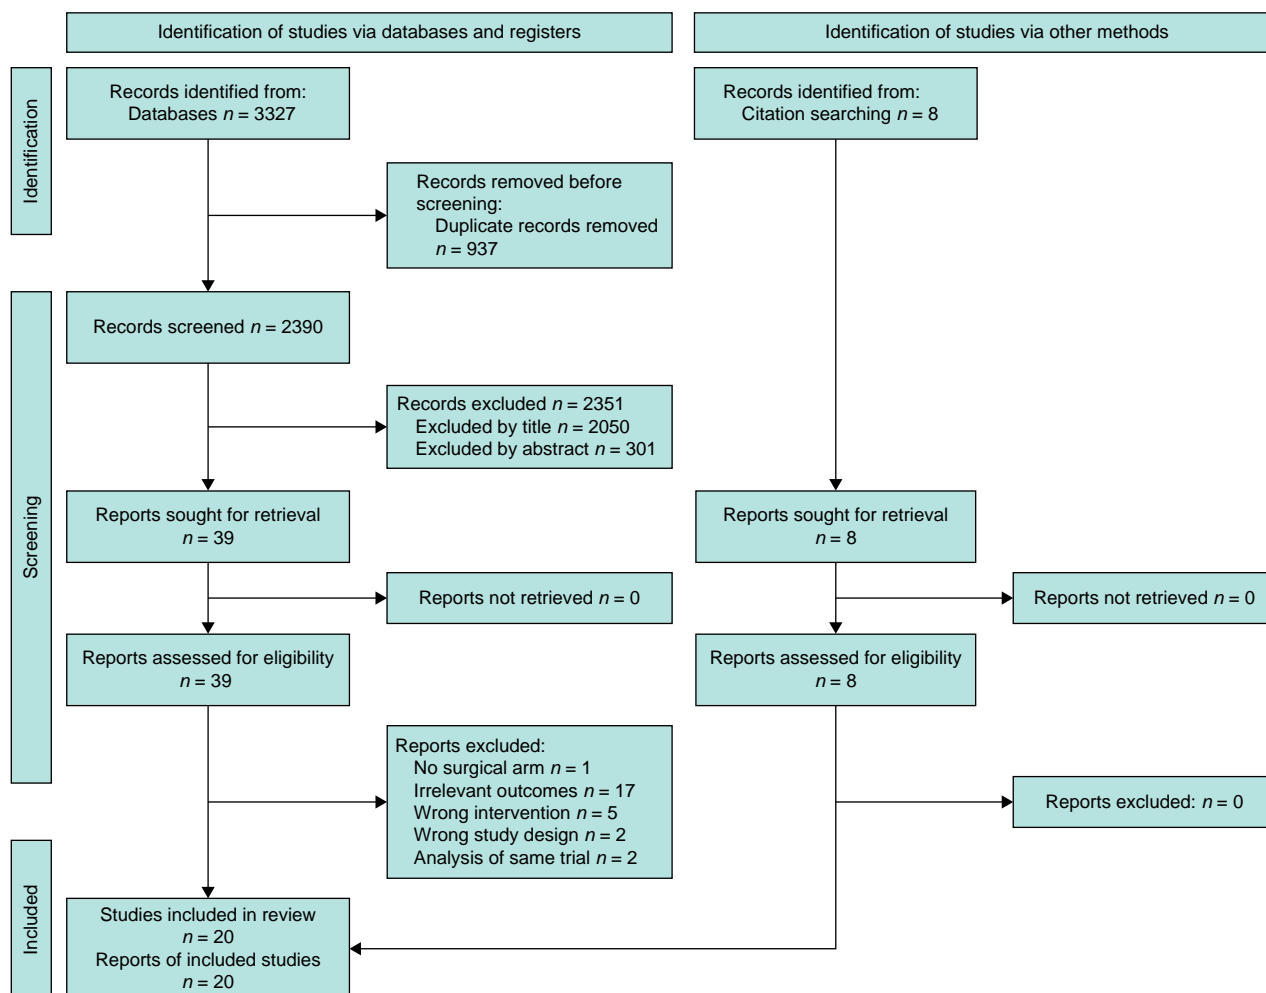 Identification of studies via databases and registers
Identification of studies via other methods
Identification
Records identified from:
Databases n = 3327
Records identified from:
Citation searching n = 8
Records removed before
screening:
Duplicate records removed
n = 937
Screening
Records screened n = 2390
Records excluded n = 2351
Excluded by title n = 2050
Excluded by abstract n = 301
Reports sought for retrieval
n = 39
Reports sought for retrieval
n = 8
Reports not retrieved n = 0
Reports not retrieved n = 0
Reports assessed for eligibility
n = 39
Reports assessed for eligibility
n = 8
Reports excluded:
No surgical arm n = 1
Irrelevant outcomes n = 17
Wrong intervention n = 5
Wrong study design n = 2
Analysis of same trial n = 2
Reports excluded: n = 0
Included
Studies included in review
n = 20
Reports of included studies
n = 20